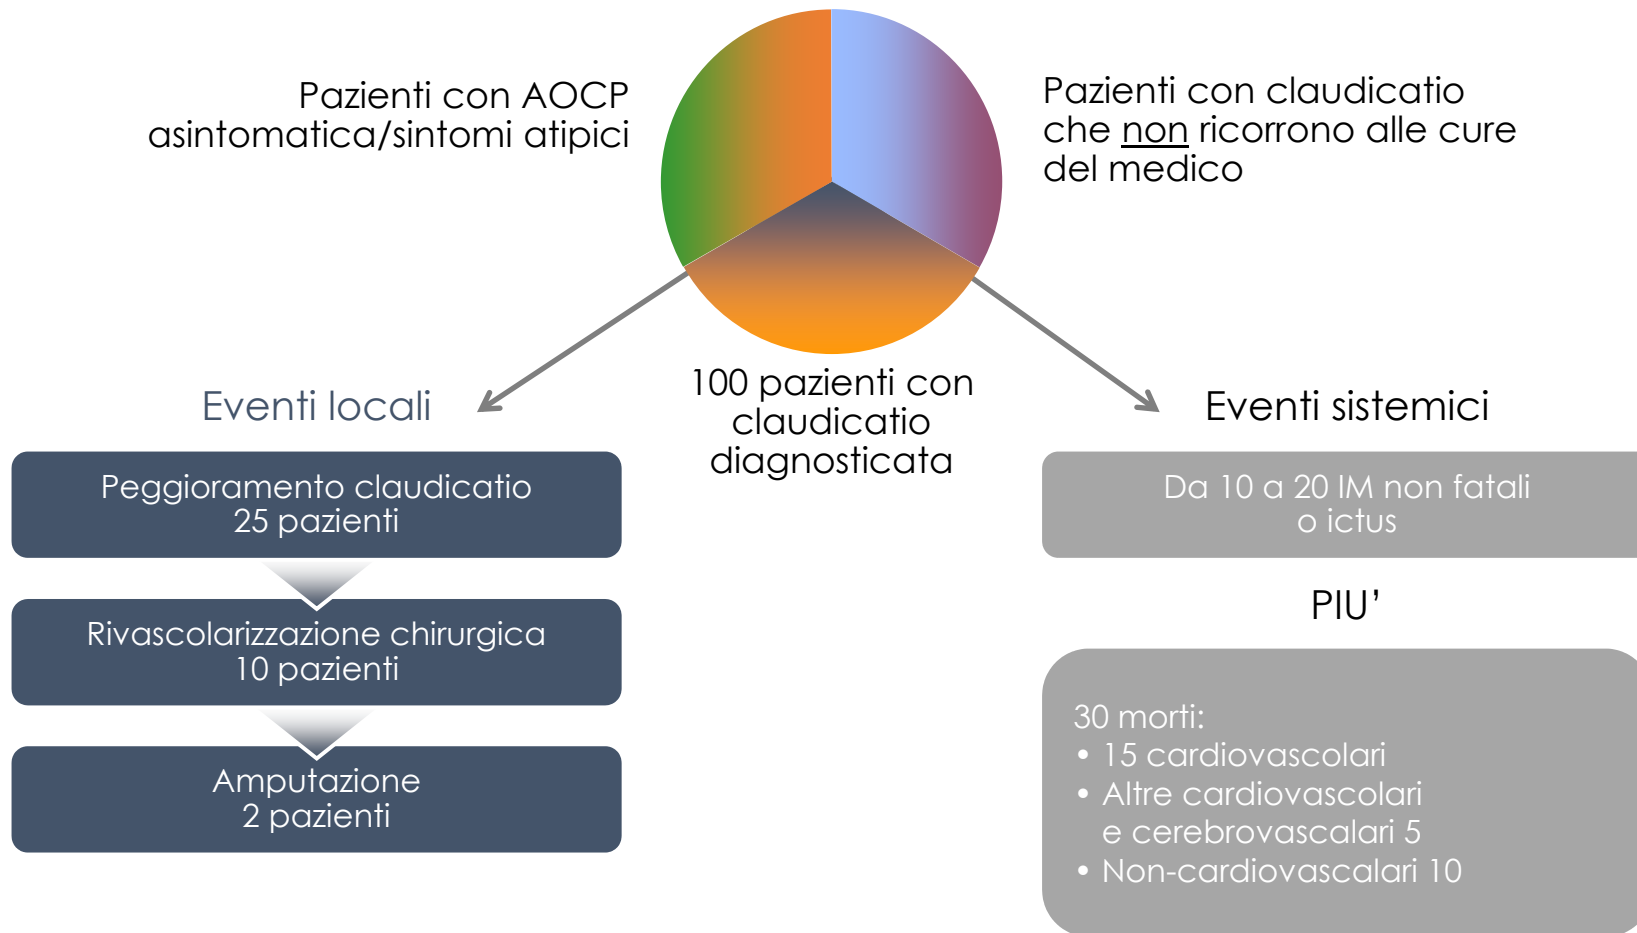 Pazienti con AOCP
asintomatica/sintomi atipici
Pazienti con claudicatio
che non ricorrono alle cure
del medico
100 pazienti con
claudicatio
diagnosticata
Eventi locali
Peggioramento claudicatio
25 pazienti
Rivascolarizzazione chirurgica
10 pazienti
Amputazione
2 pazienti
Eventi sistemici
Da 10 a 20 IM non fatali
o ictus
PIU’
30 morti:
• 15 cardiovascolari
• Altre cardiovascolari
e cerebrovascalari 5
• Non-cardiovascalari 10